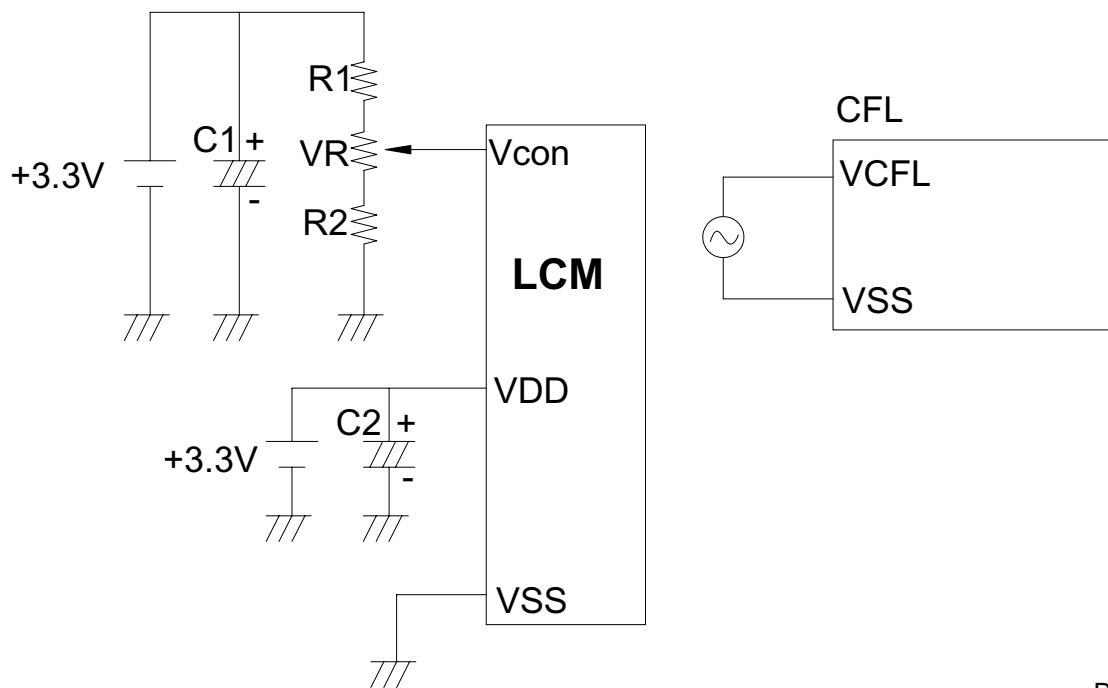 R1
C1 +
+3.3V
VR
Vcon
-
R2
LCM
VDD
C2 +
+3.3V
-
VSS
CFL
VCFL
VSS